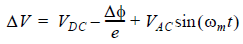 ΔV = V_DC − Δϕ/e + V_AC sin(ω_m t)